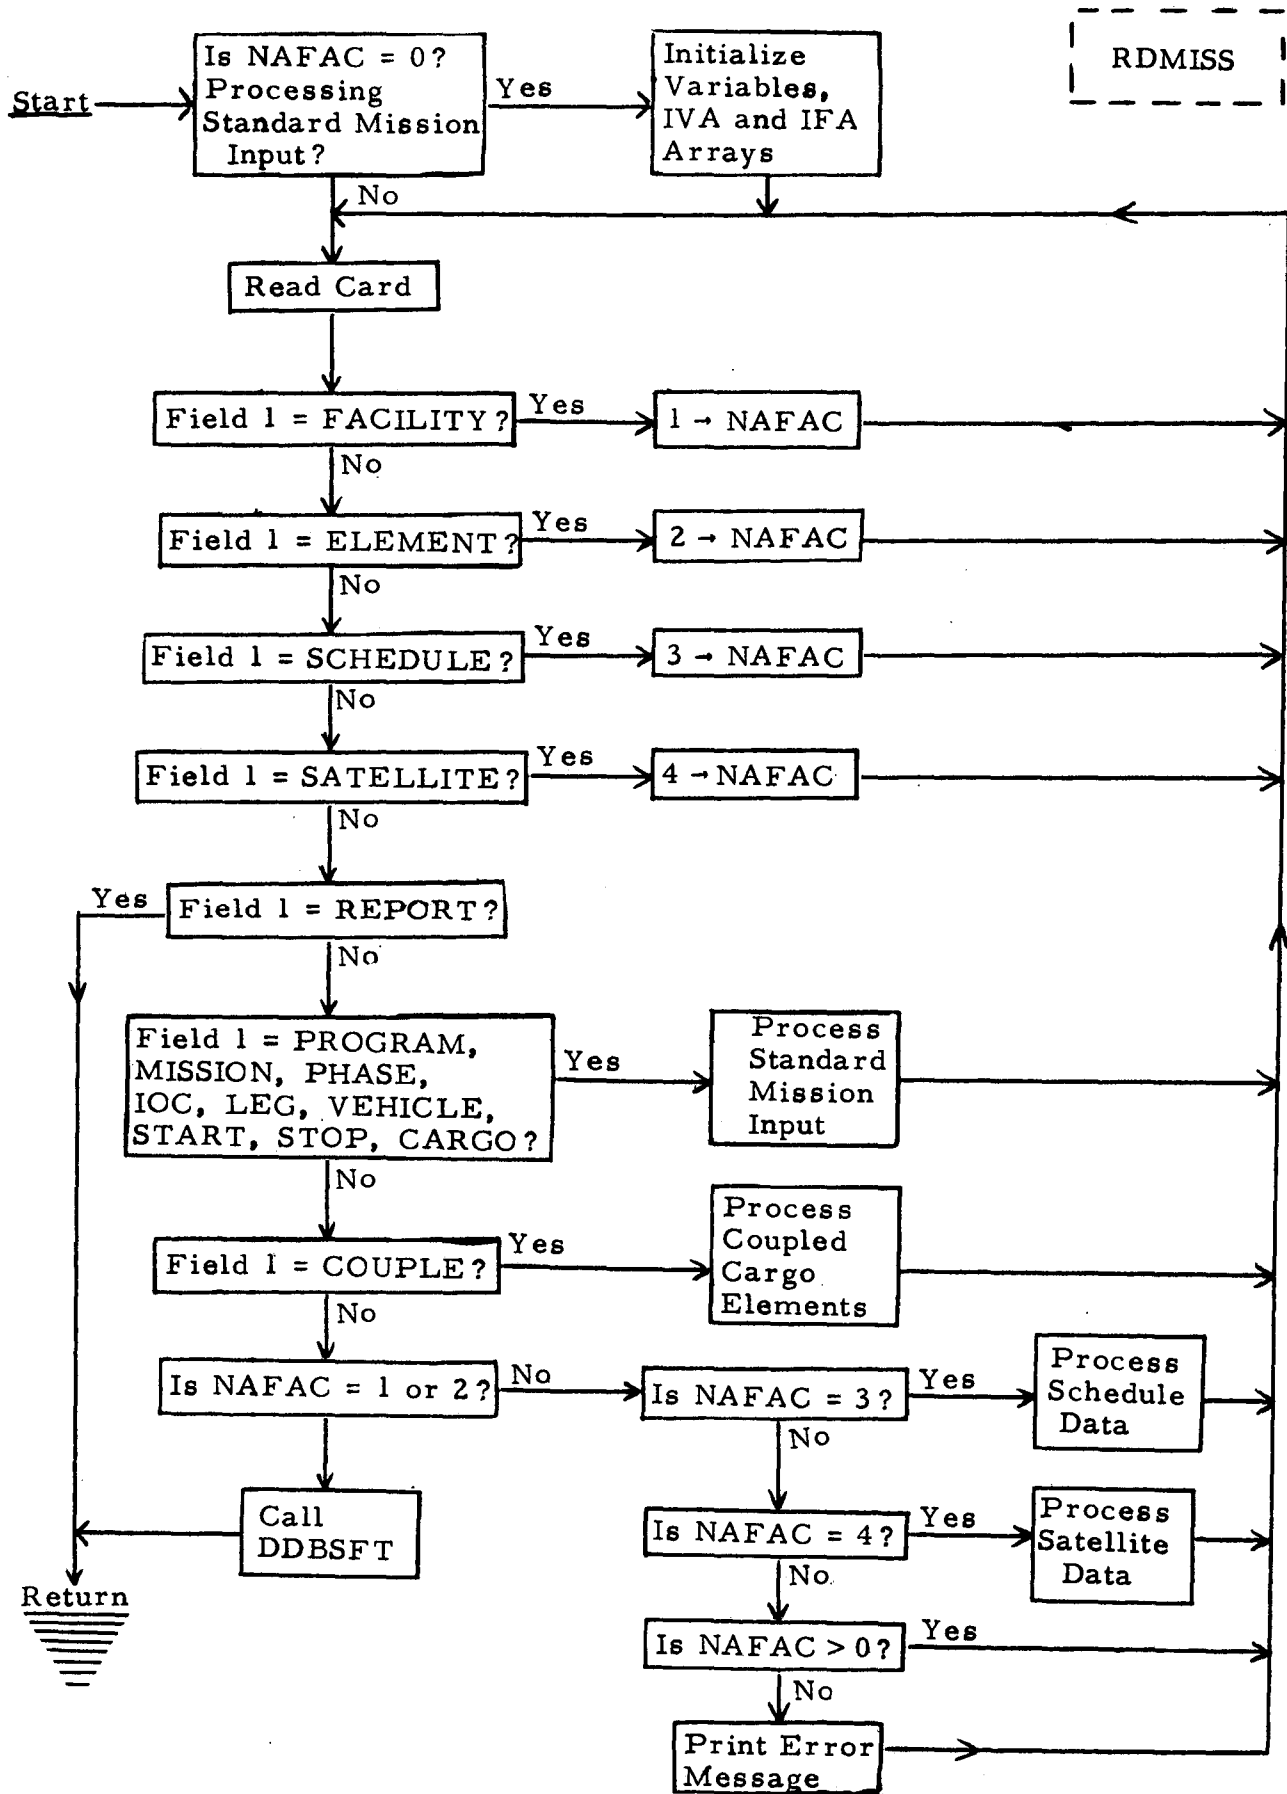 RDMISS
Start
Is NAFAC = 0?
Processing
Standard Mission
Input?
Yes
Initialize
Variables,
IVA and IFA
Arrays
No
Read Card
Field 1 = FACILITY?
Yes
1 → NAFAC
No
Field 1 = ELEMENT?
Yes
2 → NAFAC
No
Field 1 = SCHEDULE?
Yes
3 → NAFAC
No
Field 1 = SATELLITE?
Yes
4 → NAFAC
No
Yes
Field 1 = REPORT?
No
Field 1 = PROGRAM,
MISSION, PHASE,
IOC, LEG, VEHICLE,
START, STOP, CARGO?
Yes
Process
Standard
Mission
Input
No
Field 1 = COUPLE?
Yes
Process
Coupled
Cargo
Elements
No
Is NAFAC = 1 or 2?
No
Is NAFAC = 3?
Yes
Process
Schedule
Data
No
Call
DDBSFT
Is NAFAC = 4?
Yes
Process
Satellite
Data
Return
No
Is NAFAC > 0?
Yes
No
Print Error
Message